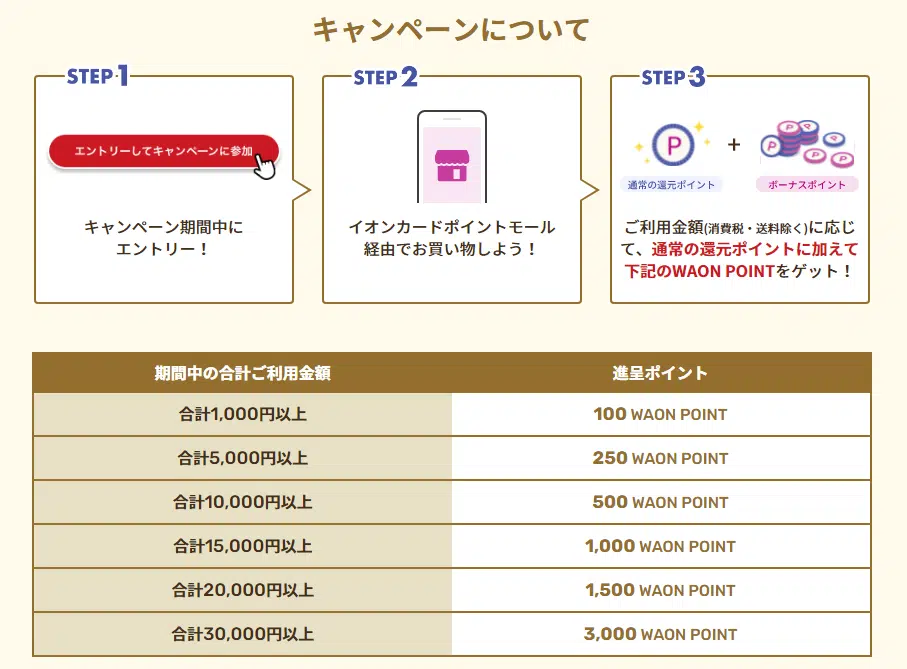 キャンペーンについて
STEP 1
エントリーしてキャンペーンに参加
キャンペーン期間中に
エントリー！
STEP 2
イオンカードポイントモール
経由でお買い物しよう！
STEP 3
P + P P P P P P
通常の還元ポイント ボーナスポイント
ご利用金額(消費税・送料除く)に応じ
て、通常の還元ポイントに加えて
下記のWAON POINTをゲット！
期間中の合計ご利用金額 進呈ポイント
合計1,000円以上 100 WAON POINT
合計5,000円以上 250 WAON POINT
合計10,000円以上 500 WAON POINT
合計15,000円以上 1,000 WAON POINT
合計20,000円以上 1,500 WAON POINT
合計30,000円以上 3,000 WAON POINT